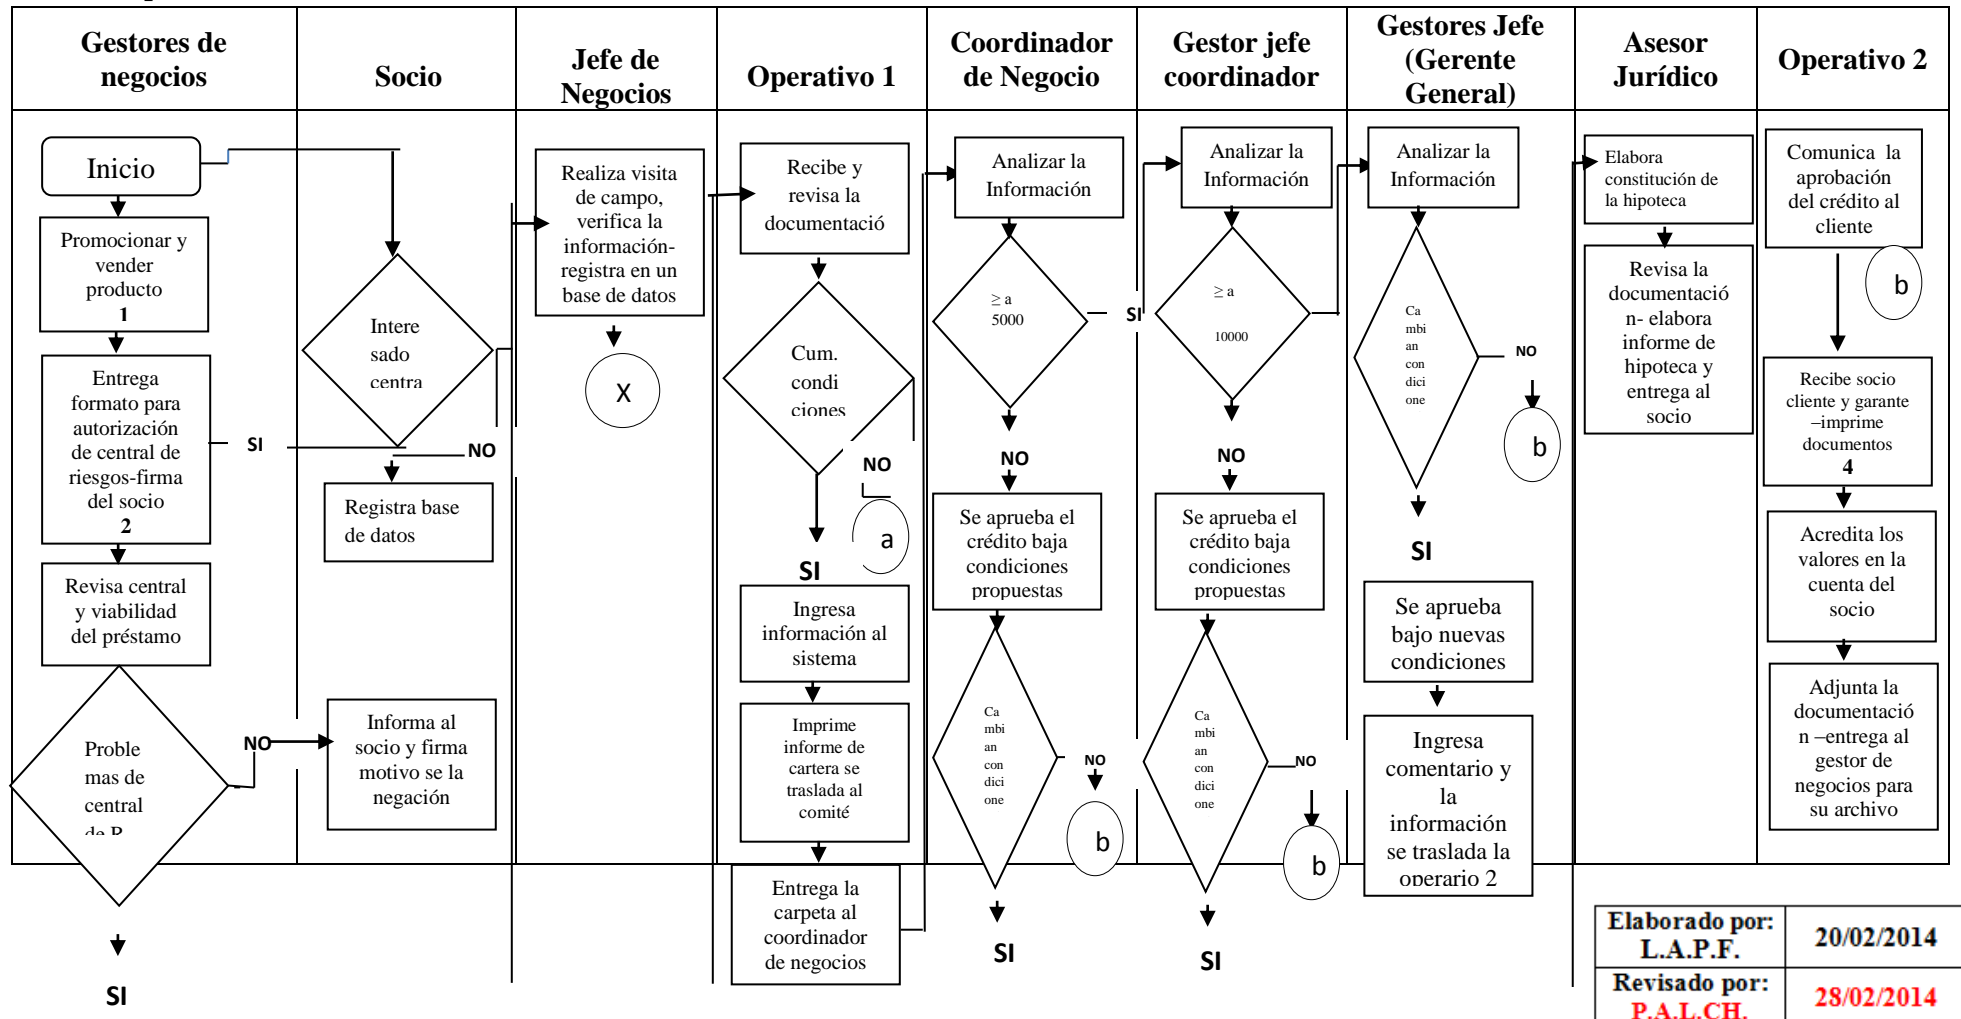 Gestores de
negocios
Socio
Jefe de
Negocios
Operativo 1
Coordinador
de Negocio
Gestor jefe
coordinador
Gestores Jefe
(Gerente
General)
Asesor
Jurídico
Operativo 2
Inicio
Promocionar y
vender
producto
1
Entrega
formato para
autorización
de central de
riesgos-firma
del socio
2
SI
Revisa central
y viabilidad
del préstamo
Proble
mas de
central
de R
NO
SI
Intere
sado
centra
NO
Registra base
de datos
Informa al
socio y firma
motivo se la
negación
Realiza visita
de campo,
verifica la
información-
registra en un
base de datos
X
Recibe y
revisa la
documentació
Cum.
condi
ciones
NO
a
SI
Ingresa
información al
sistema
Imprime
informe de
cartera se
traslada al
comité
Entrega la
carpeta al
coordinador
de negocios
Analizar la
Información
≥ a
5000
SI
NO
Se aprueba el
crédito baja
condiciones
propuestas
Ca
mbi
an
con
dici
one
NO
b
SI
Analizar la
Información
≥ a
10000
NO
Se aprueba el
crédito baja
condiciones
propuestas
Ca
mbi
an
con
dici
one
NO
b
SI
Analizar la
Información
Ca
mbi
an
con
dici
one
NO
b
SI
Se aprueba
bajo nuevas
condiciones
Ingresa
comentario y
la
información
se traslada la
operario 2
Elabora
constitución de
la hipoteca
Revisa la
documentació
n- elabora
informe de
hipoteca y
entrega al
socio
Comunica la
aprobación
del crédito al
cliente
b
Recibe socio
cliente y garante
–imprime
documentos
4
Acredita los
valores en la
cuenta del
socio
Adjunta la
documentació
n –entrega al
gestor de
negocios para
su archivo
Elaborado por:
L.A.P.F.
20/02/2014
Revisado por:
P.A.L.CH.
28/02/2014